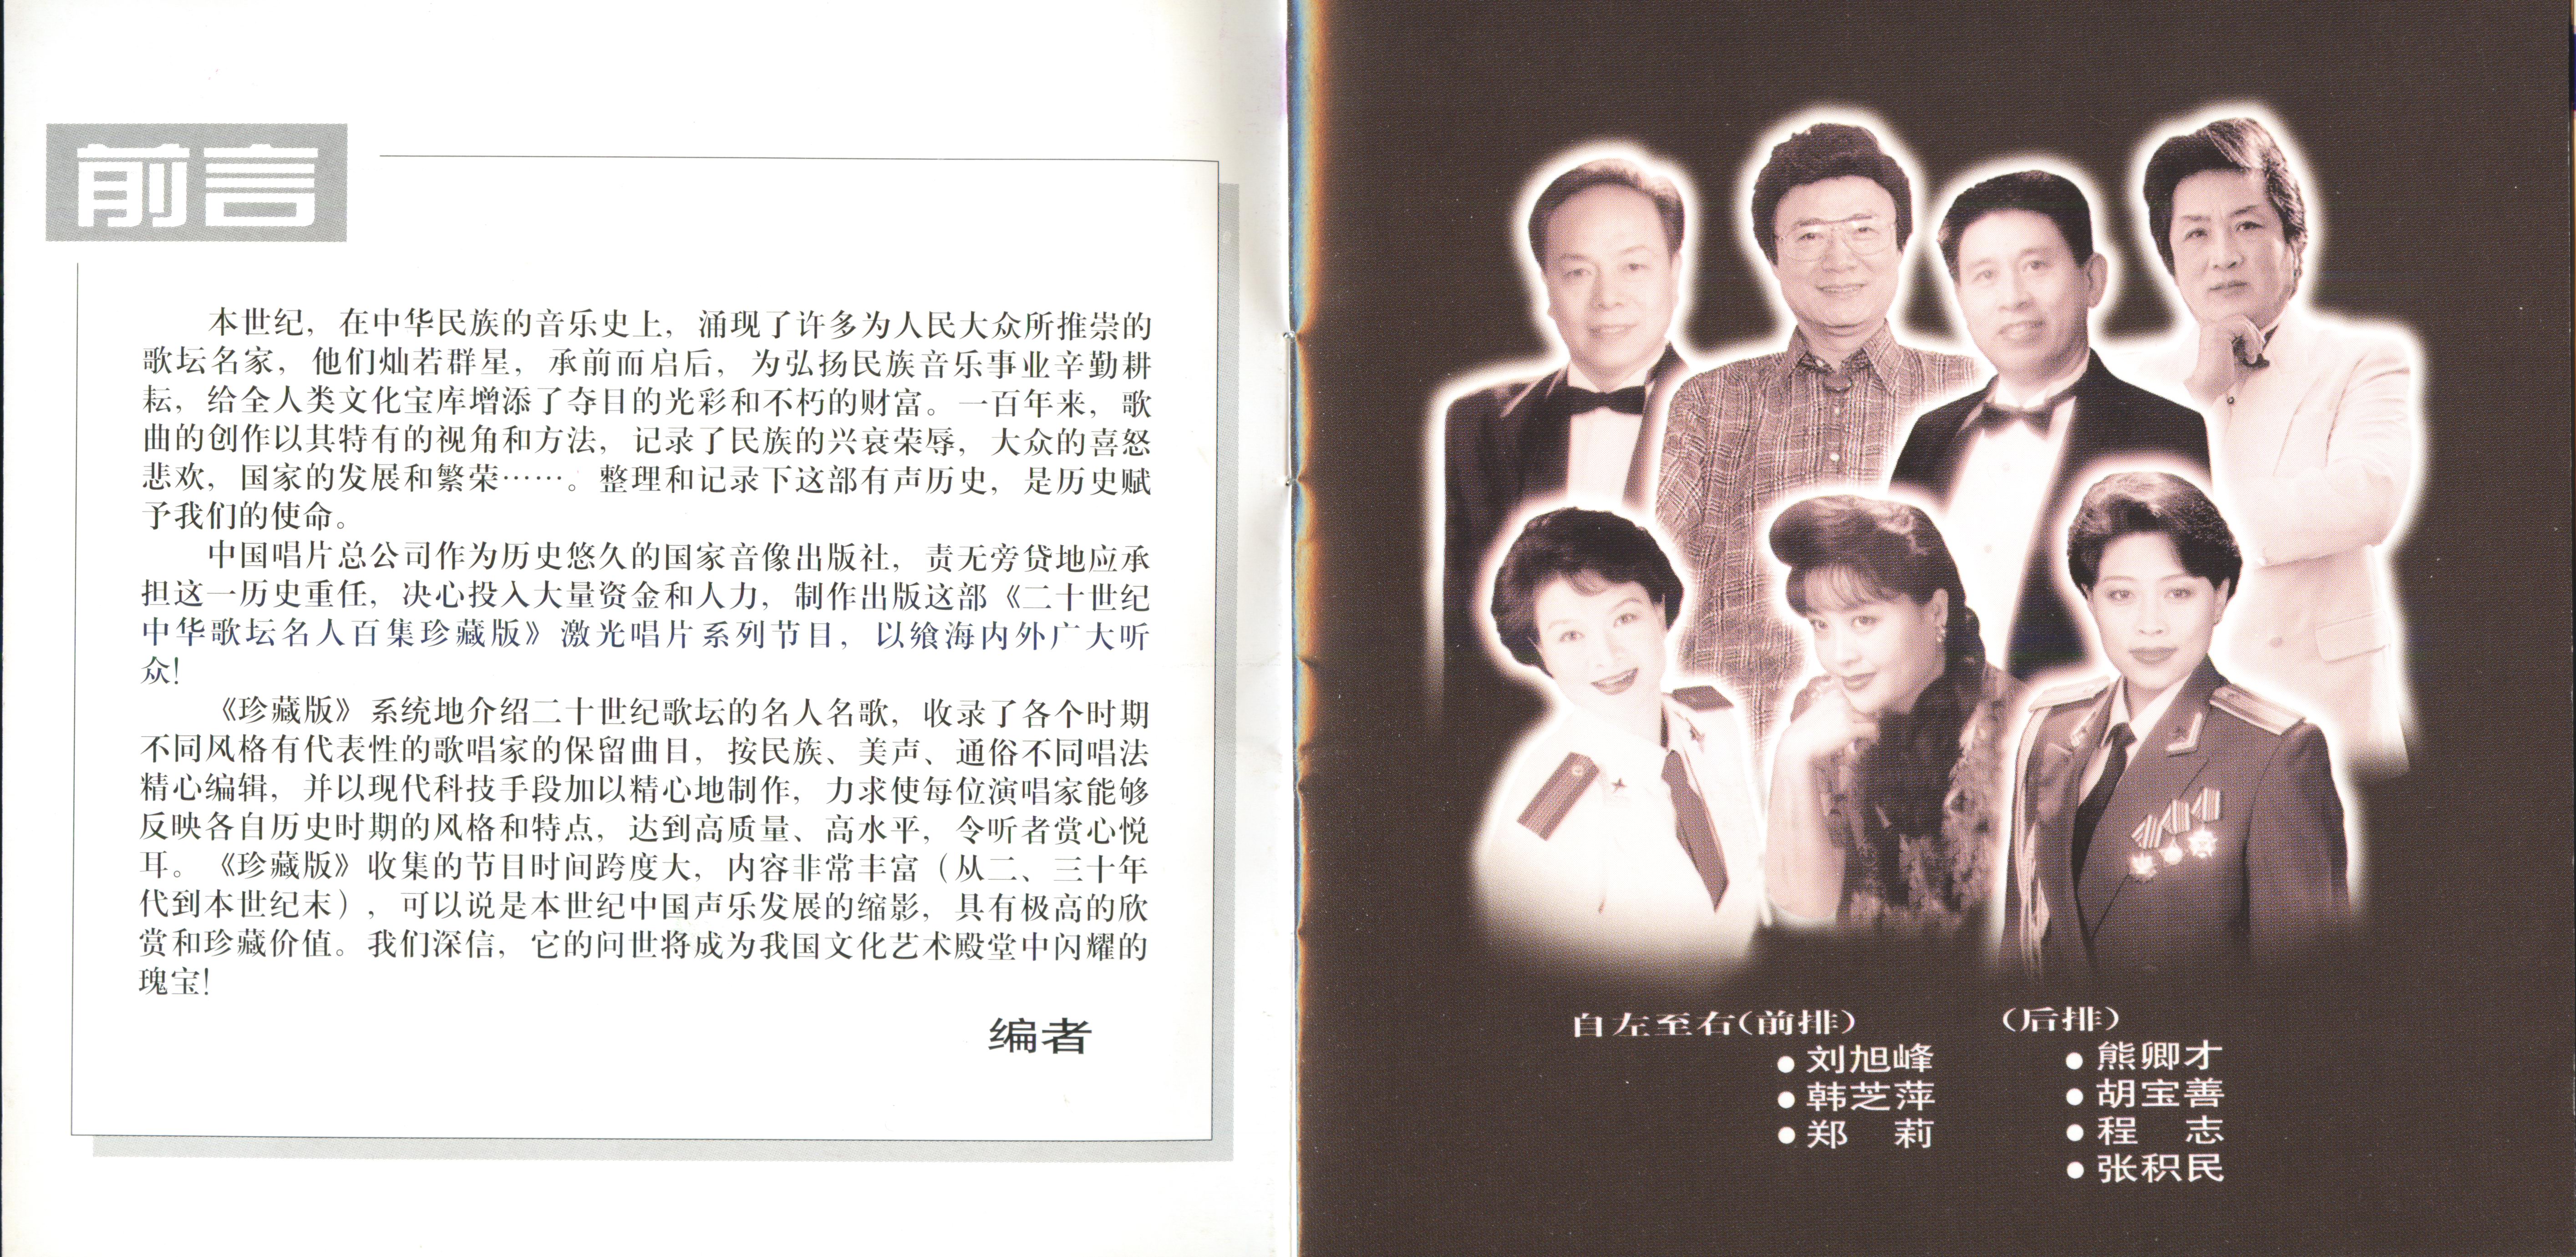 前言
本世纪，在中华民族的音乐史上，涌现了许多为人民大众所推崇的
歌坛名家，他们灿若群星，承前而启后，为弘扬民族音乐事业辛勤耕
耘，给全人类文化宝库增添了夺目的光彩和不朽的财富。一百年来，歌
曲的创作以其特有的视角和方法，记录了民族的兴衰荣辱，大众的喜怒
悲欢，国家的发展和繁荣……。整理和记录下这部有声历史，是历史赋
予我们的使命。
中国唱片总公司作为历史悠久的国家音像出版社，责无旁贷地应承
担这一历史重任，决心投入大量资金和人力，制作出版这部《二十世纪
中华歌坛名人百集珍藏版》激光唱片系列节目，以飨海内外广大听
众！
《珍藏版》系统地介绍二十世纪歌坛的名人名歌，收录了各个时期
不同风格有代表性的歌唱家的保留曲目，按民族、美声、通俗不同唱法
精心编辑，并以现代科技手段加以精心地制作，力求使每位演唱家能够
反映各自历史时期的风格和特点，达到高质量、高水平，令听者赏心悦
耳。《珍藏版》收集的节目时间跨度大，内容非常丰富（从二、三十年
代到本世纪末），可以说是本世纪中国声乐发展的缩影，具有极高的欣
赏和珍藏价值。我们深信，它的问世将成为我国文化艺术殿堂中闪耀的
瑰宝！
编者
自左至右（前排）
●刘旭峰
●韩芝萍
●郑　莉
（后排）
●熊卿才
●胡宝善
●程　志
●张积民